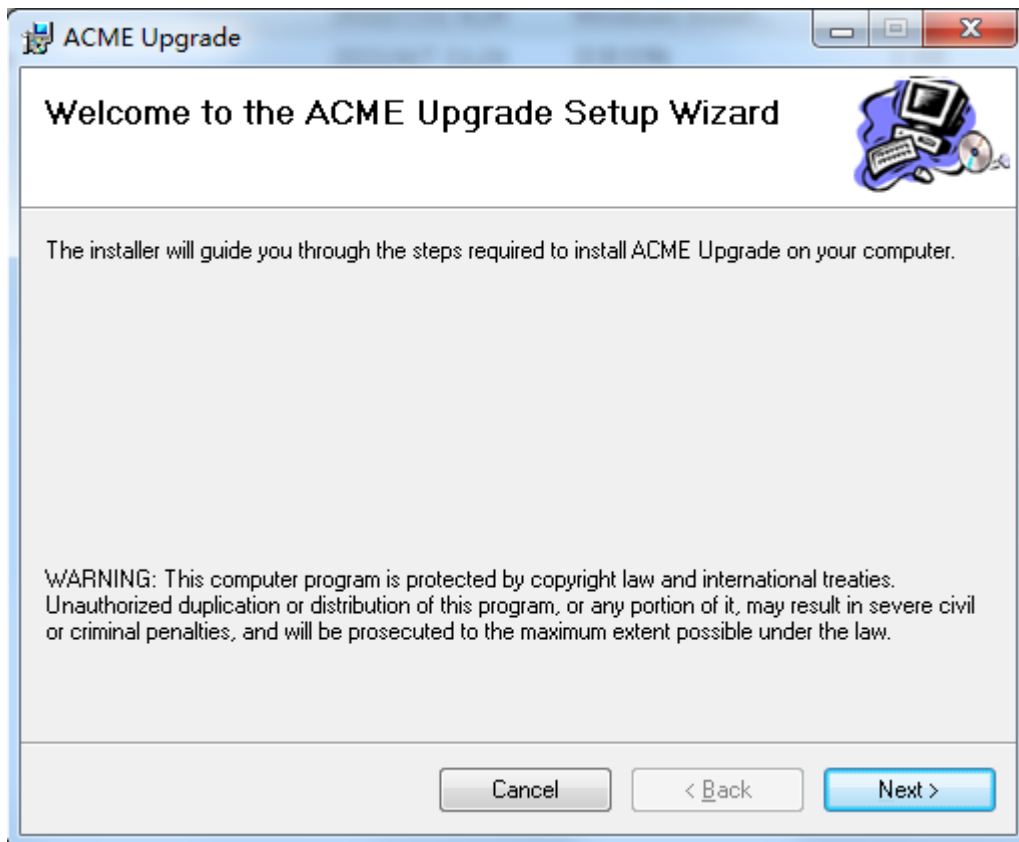 ACME Upgrade
Welcome to the ACME Upgrade Setup Wizard
The installer will guide you through the steps required to install ACME Upgrade on your computer.
WARNING: This computer program is protected by copyright law and international treaties.
Unauthorized duplication or distribution of this program, or any portion of it, may result in severe civil
or criminal penalties, and will be prosecuted to the maximum extent possible under the law.
Cancel
< Back
Next >